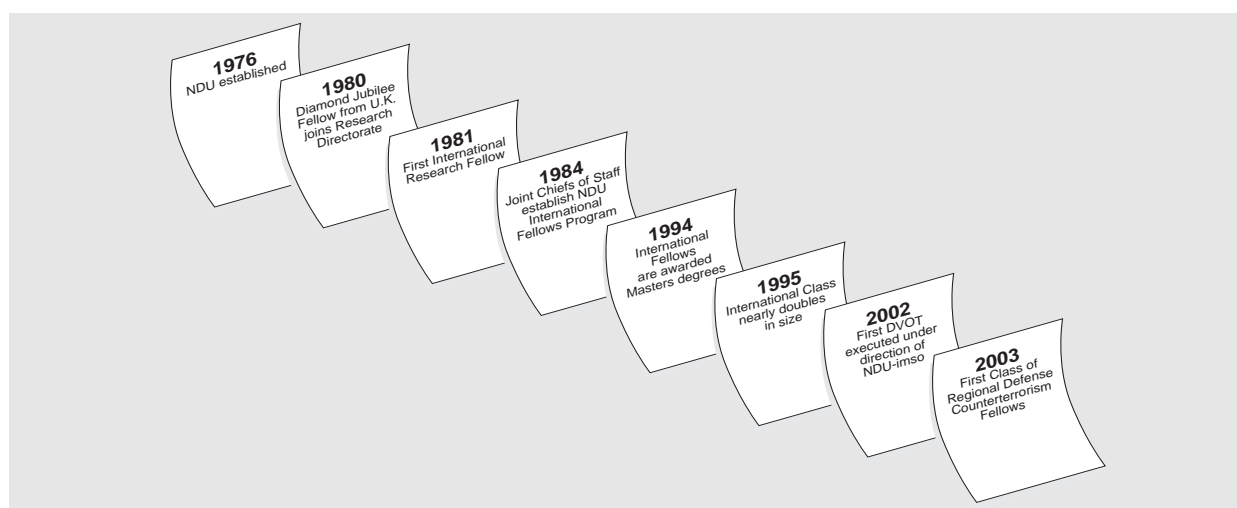 1976
NDU established
1980
Diamond Jubilee
Fellow from U.K.
joins Research
Directorate
1981
First International
Research Fellow
1984
Joint Chiefs of Staff
establish NDU
International
Fellows Program
1994
International
Fellows
are awarded
Masters degrees
1995
International Class
nearly doubles
in size
2002
First DVOT
executed under
direction of
NDU-imso
2003
First Class of
Regional Defense
Counterterrorism
Fellows